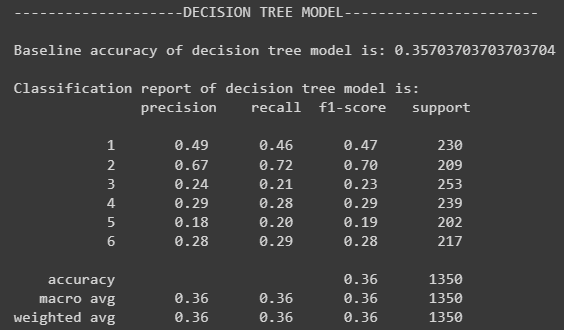 --------------------DECISION TREE MODEL-----------------------
Baseline accuracy of decision tree model is: 0.35703703703703704
Classification report of decision tree model is:
precision recall f1-score support
1 0.49 0.46 0.47 230
2 0.67 0.72 0.70 209
3 0.24 0.21 0.23 253
4 0.29 0.28 0.29 239
5 0.18 0.20 0.19 202
6 0.28 0.29 0.28 217
accuracy 0.36 1350
macro avg 0.36 0.36 0.36 1350
weighted avg 0.36 0.36 0.36 1350